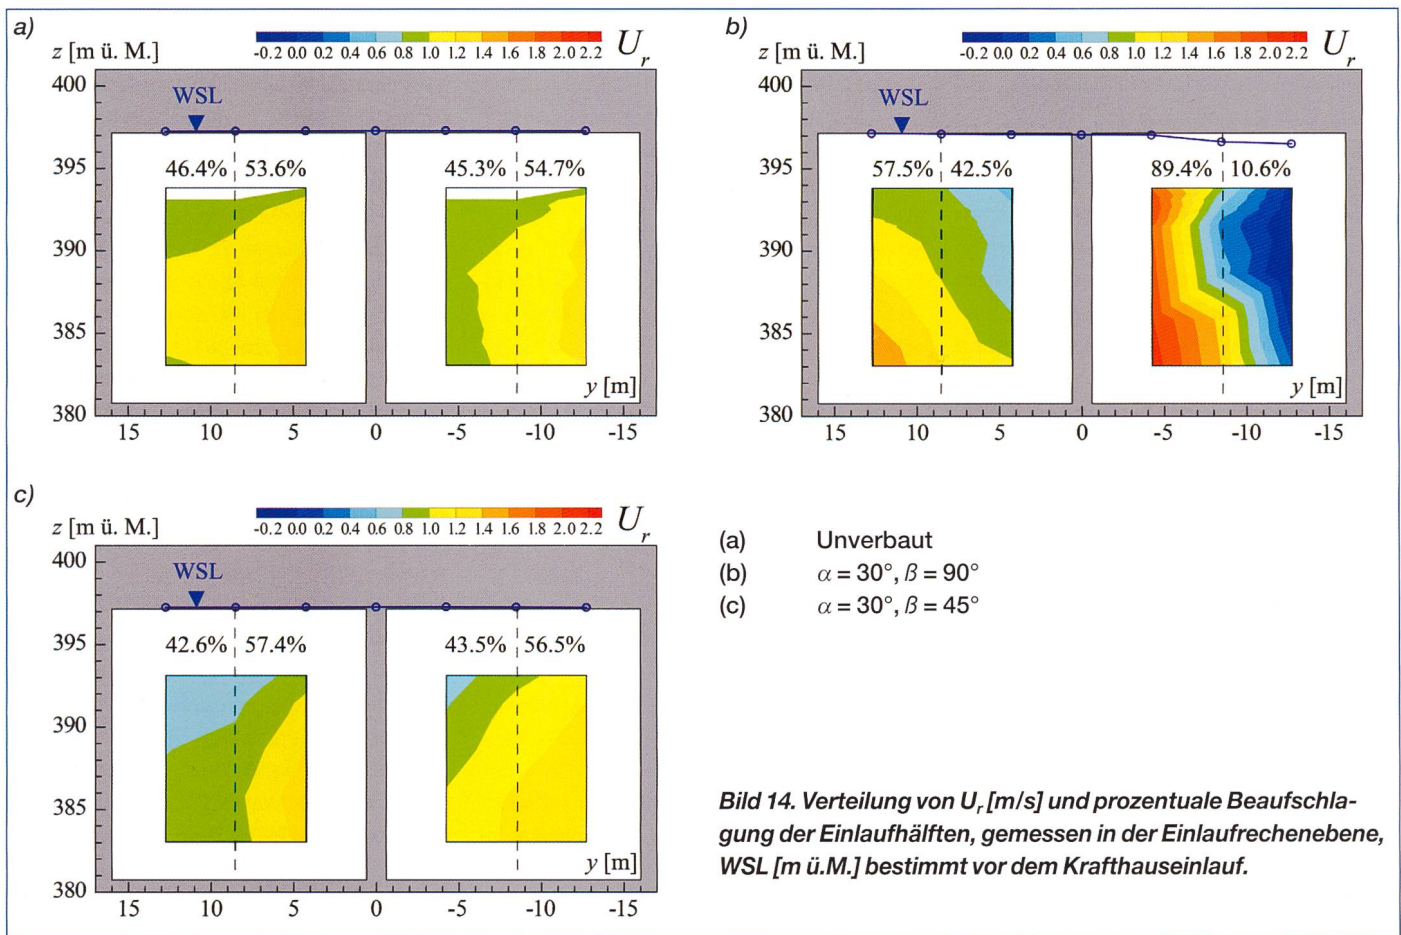 a)
z [m ü. M.]
-0.2 0.0 0.2 0.4 0.6 0.8 1.0 1.2 1.4 1.6 1.8 2.0 2.2
U_r
400
WSL
395
46.4% 53.6% 45.3% 54.7%
390
385
y [m]
380
15 10 5 0 -5 -10 -15
b)
z [m ü. M.]
-0.2 0.0 0.2 0.4 0.6 0.8 1.0 1.2 1.4 1.6 1.8 2.0 2.2
U_r
400
WSL
395
57.5% 42.5% 89.4% 10.6%
390
385
y [m]
380
15 10 5 0 -5 -10 -15
c)
z [m ü. M.]
-0.2 0.0 0.2 0.4 0.6 0.8 1.0 1.2 1.4 1.6 1.8 2.0 2.2
U_r
400
WSL
395
42.6% 57.4% 43.5% 56.5%
390
385
y [m]
380
15 10 5 0 -5 -10 -15
(a) Unverbaut
(b) α = 30°, β = 90°
(c) α = 30°, β = 45°
Bild 14. Verteilung von U_r [m/s] und prozentuale Beaufschla-
gung der Einlaufhälften, gemessen in der Einlaufrechenebene,
WSL [m ü.M.] bestimmt vor dem Krafthauseinlauf.